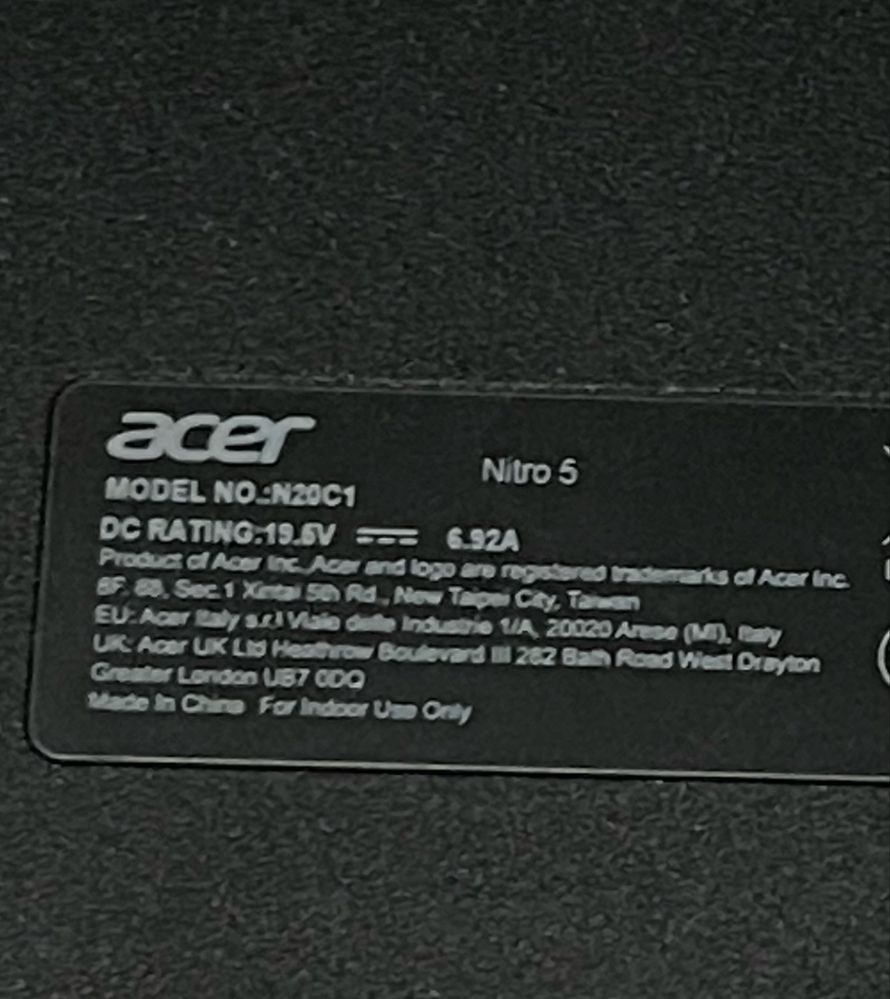 acer
Nitro 5
MODEL NO.:N20C1
DC RATING:19.5V 6.92A
Product of Acer Inc. Acer and logo are registered trademarks of Acer Inc.
8F, 88, Sec.1 Xintai 5th Rd., New Taipei City, Taiwan
EU: Acer Italy s.r.l Viale delle Industrie 1/A, 20020 Arese (MI), Italy
UK: Acer UK Ltd Heathrow Boulevard III 282 Bath Road West Drayton
Greater London UB7 0DQ
Made In China For Indoor Use Only